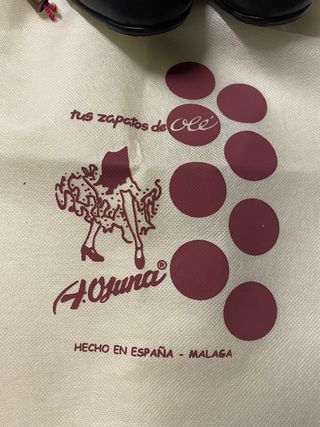 tus zapatos de olé
A.Osuna®
HECHO EN ESPAÑA - MALAGA